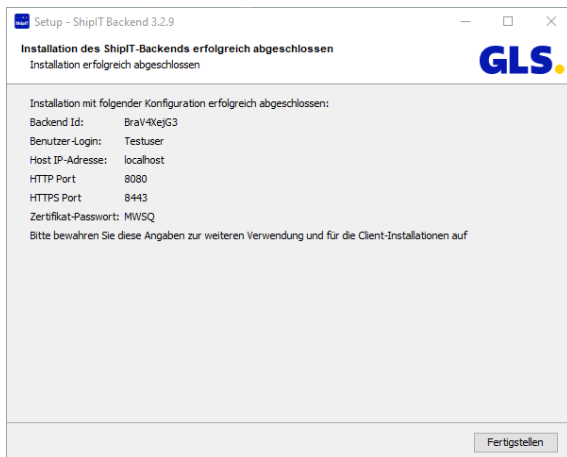 ShipIT
Setup - ShipIT Backend 3.2.9
Installation des ShipIT-Backends erfolgreich abgeschlossen
Installation erfolgreich abgeschlossen
GLS.
Installation mit folgender Konfiguration erfolgreich abgeschlossen:
Backend Id: BraV4XejG3
Benutzer-Login: Testuser
Host IP-Adresse: localhost
HTTP Port 8080
HTTPS Port 8443
Zertifikat-Passwort: MWSQ
Bitte bewahren Sie diese Angaben zur weiteren Verwendung und für die Client-Installationen auf
Fertigstellen